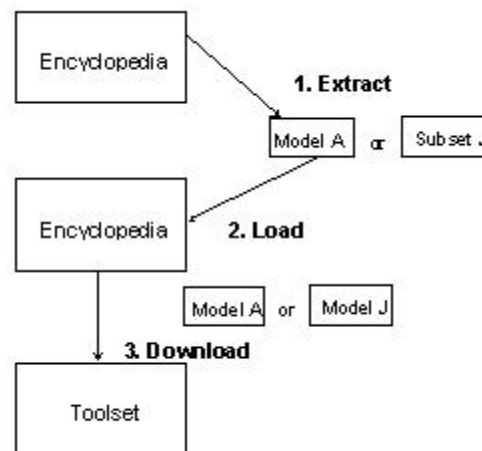 Encyclopedia
1. Extract
Model A or Subset J
Encyclopedia
2. Load
Model A or Model J
3. Download
Toolset